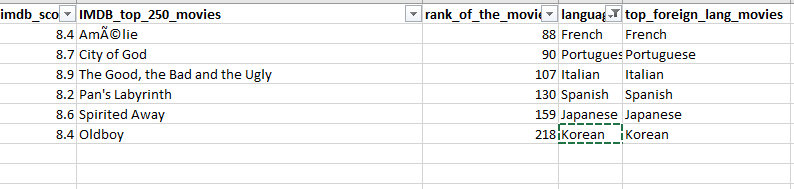 imdb_sco IMDB_top_250_movies rank_of_the_movie languag top_foreign_lang_movies
8.4 AmÃ©lie 88 French French
8.7 City of God 90 Portugues Portuguese
8.9 The Good, the Bad and the Ugly 107 Italian Italian
8.2 Pan's Labyrinth 130 Spanish Spanish
8.6 Spirited Away 159 Japanese Japanese
8.4 Oldboy 218 Korean Korean